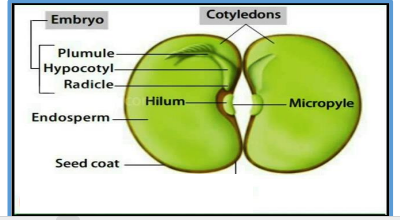 Embryo
Cotyledons
Plumule
Hypocotyl
Radicle
Hilum
Micropyle
Endosperm
Seed coat